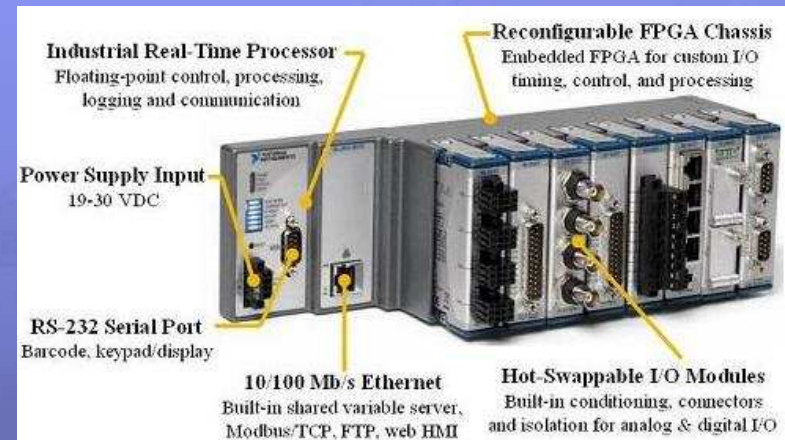 Industrial Real-Time Processor
Floating-point control, processing,
logging and communication
Reconfigurable FPGA Chassis
Embedded FPGA for custom I/O
timing, control, and processing
Power Supply Input
19-30 VDC
NATIONAL
INSTRUMENTS
RS-232 Serial Port
Barcode, keypad/display
10/100 Mb/s Ethernet
Built-in shared variable server,
Modbus/TCP, FTP, web HMI
Hot-Swappable I/O Modules
Built-in conditioning, connectors
and isolation for analog & digital I/O